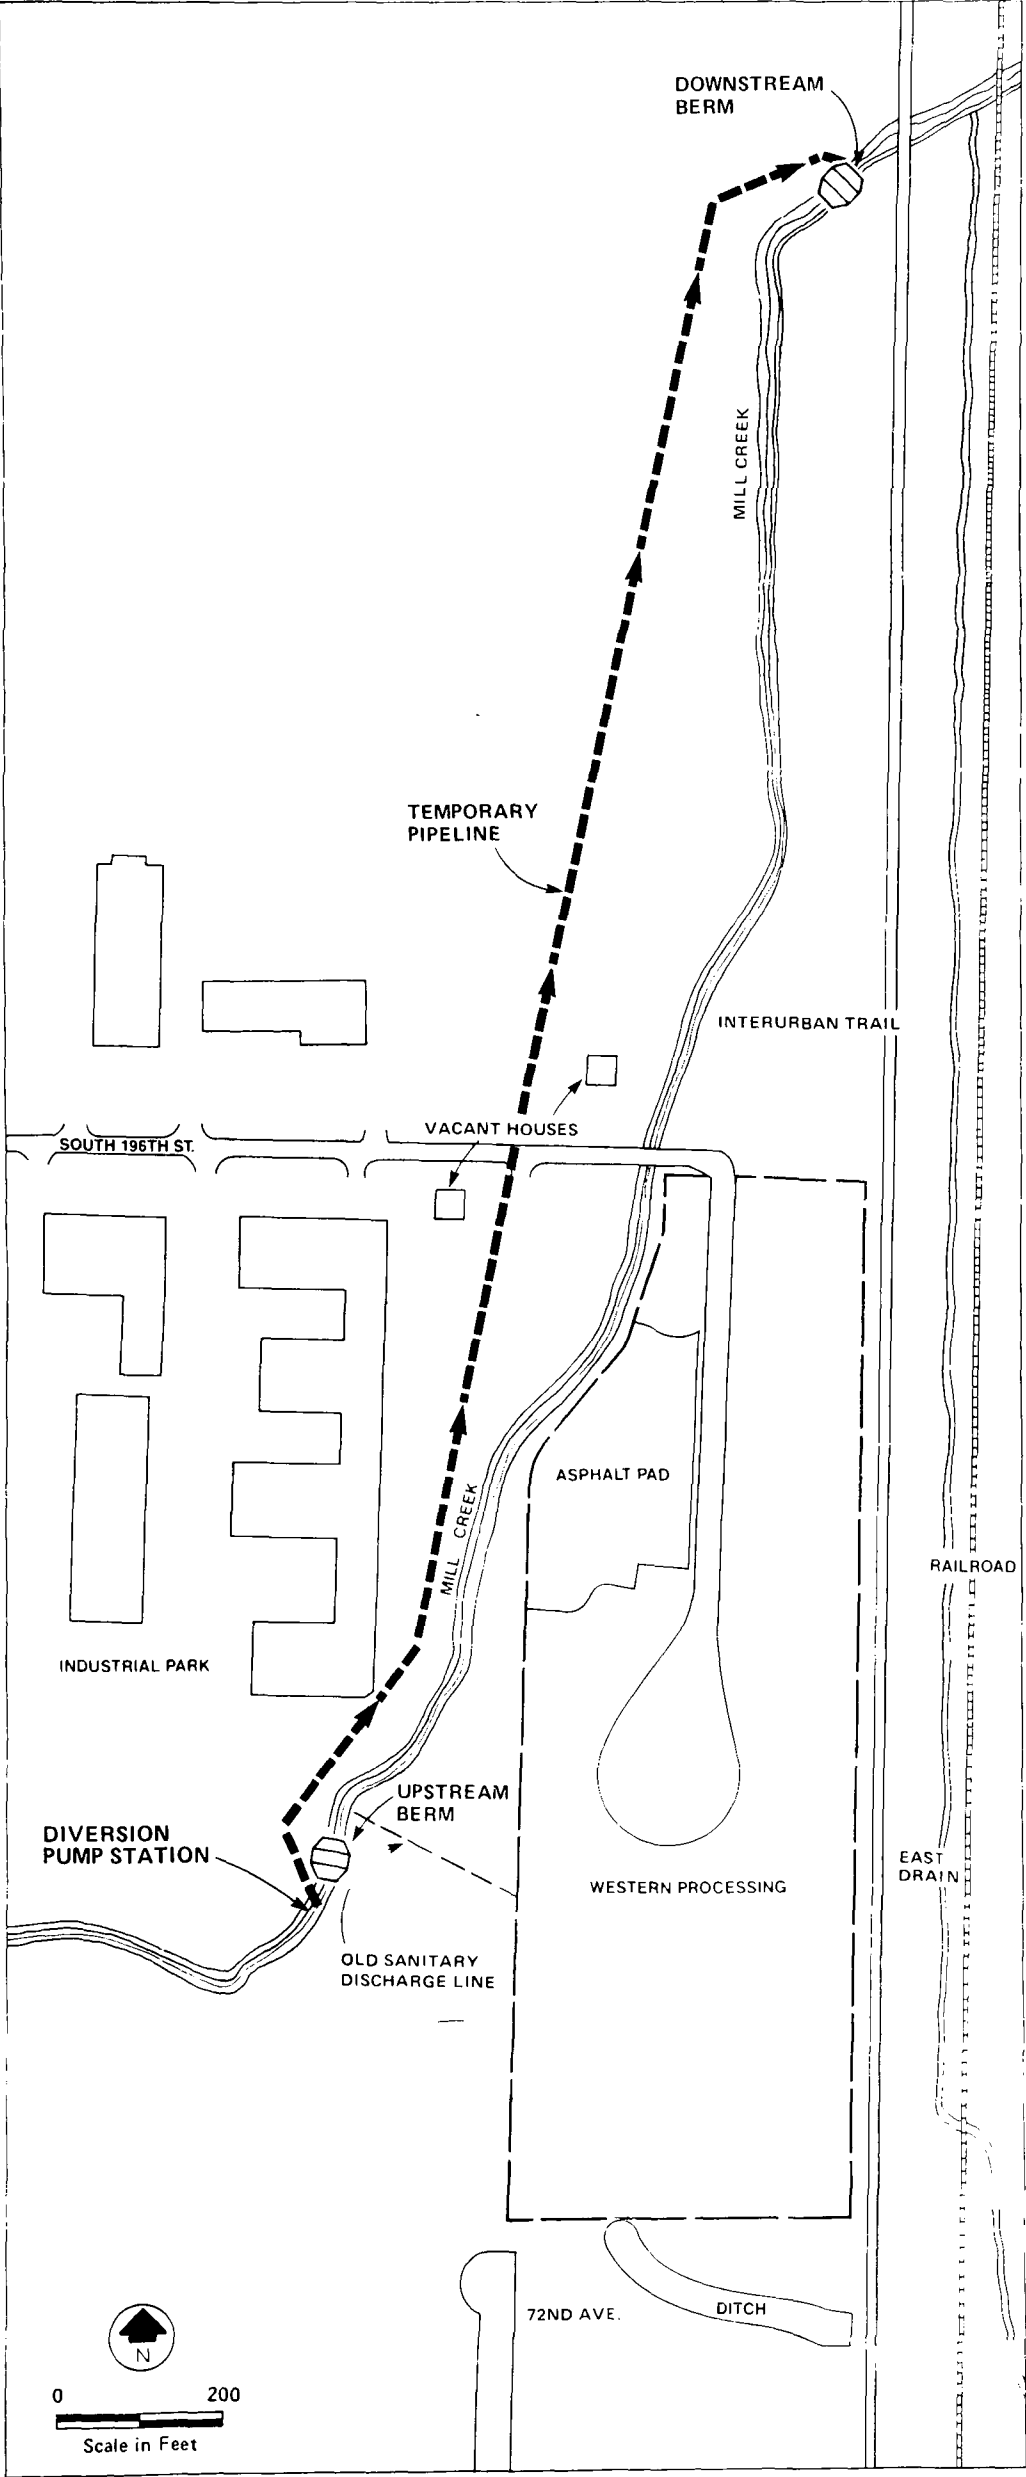 DOWNSTREAM
BERM
MILL CREEK
TEMPORARY
PIPELINE
INTERURBAN TRAIL
VACANT HOUSES
SOUTH 196TH ST.
ASPHALT PAD
MILL CREEK
RAILROAD
INDUSTRIAL PARK
UPSTREAM
BERM
DIVERSION
PUMP STATION
EAST
DRAIN
WESTERN PROCESSING
OLD SANITARY
DISCHARGE LINE
72ND AVE.
DITCH
N
0 200
Scale in Feet